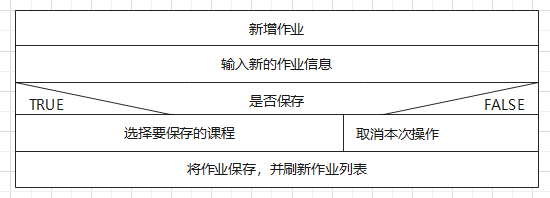 新增作业
输入新的作业信息
是否保存
TRUE
FALSE
选择要保存的课程
取消本次操作
将作业保存，并刷新作业列表